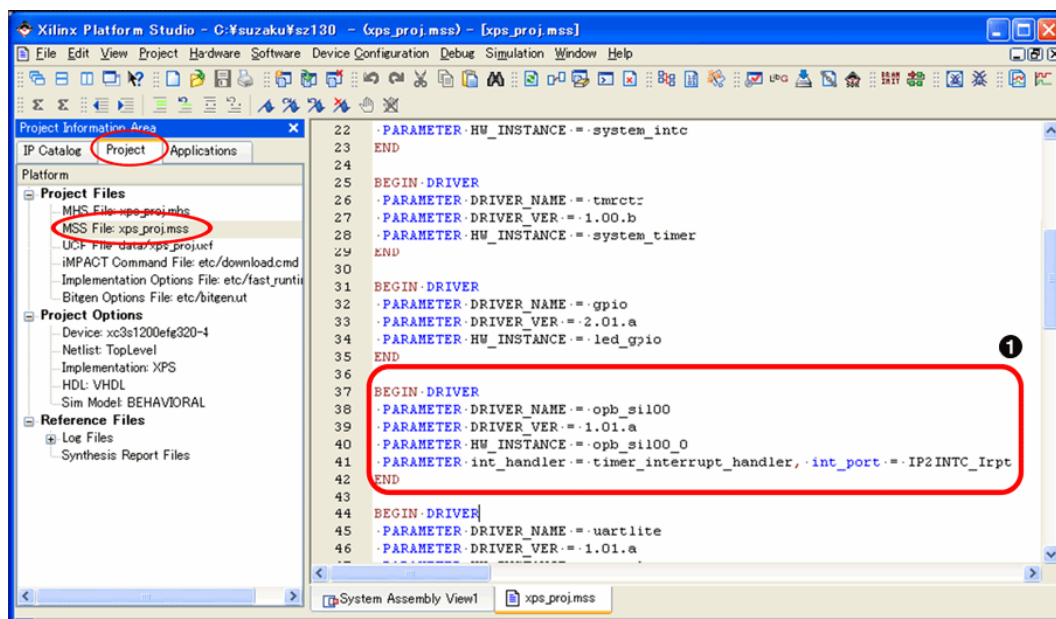 Xilinx Platform Studio - C:¥suzaku¥sz130 - (xps_proj.mss) - [xps_proj.mss]
File Edit View Project Hardware Software Device Configuration Debug Simulation Window Help
Project Information Area
IP Catalog Project Applications
Platform
Project Files
MHS File: xps_proj.mhs
MSS File: xps_proj.mss
UCF File: data/xps_proj.ucf
iMPACT Command File: etc/download.cmd
Implementation Options File: etc/fast_runti
Bitgen Options File: etc/bitgen.ut
Project Options
Device: xc3s1200efg320-4
Netlist: TopLevel
Implementation: XPS
HDL: VHDL
Sim Model: BEHAVIORAL
Reference Files
Log Files
Synthesis Report Files
22 PARAMETER HW_INSTANCE = system_intc
23 END
24
25 BEGIN DRIVER
26 PARAMETER DRIVER_NAME = tmrctr
27 PARAMETER DRIVER_VER = 1.00.b
28 PARAMETER HW_INSTANCE = system_timer
29 END
30
31 BEGIN DRIVER
32 PARAMETER DRIVER_NAME = gpio
33 PARAMETER DRIVER_VER = 2.01.a
34 PARAMETER HW_INSTANCE = led_gpio
35 END
36
❶
37 BEGIN DRIVER
38 PARAMETER DRIVER_NAME = opb_sil00
39 PARAMETER DRIVER_VER = 1.01.a
40 PARAMETER HW_INSTANCE = opb_sil00_0
41 PARAMETER int_handler = timer_interrupt_handler, int_port = IP2INTC_Irpt
42 END
43
44 BEGIN DRIVER
45 PARAMETER DRIVER_NAME = uartlite
46 PARAMETER DRIVER_VER = 1.01.a
System Assembly View1 xps_proj.mss